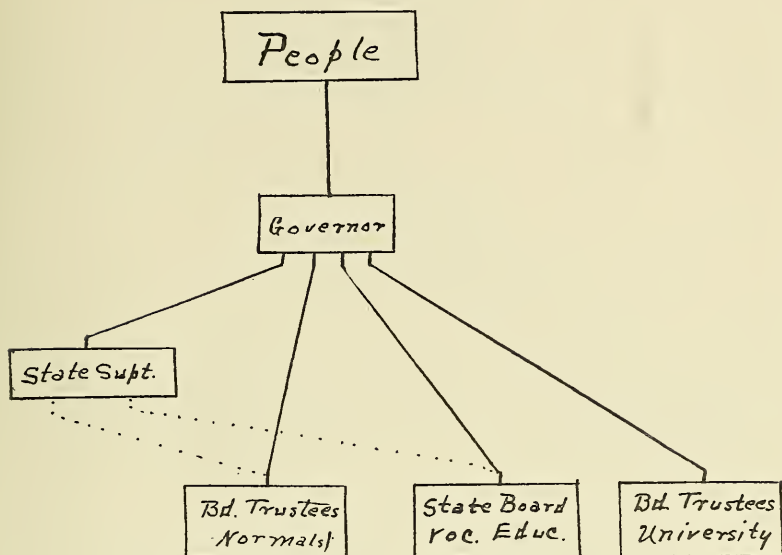 People
Governor
State Supt.
Bd. Trustees
Normals
State Board
Voc. Educ.
Bd. Trustees
University